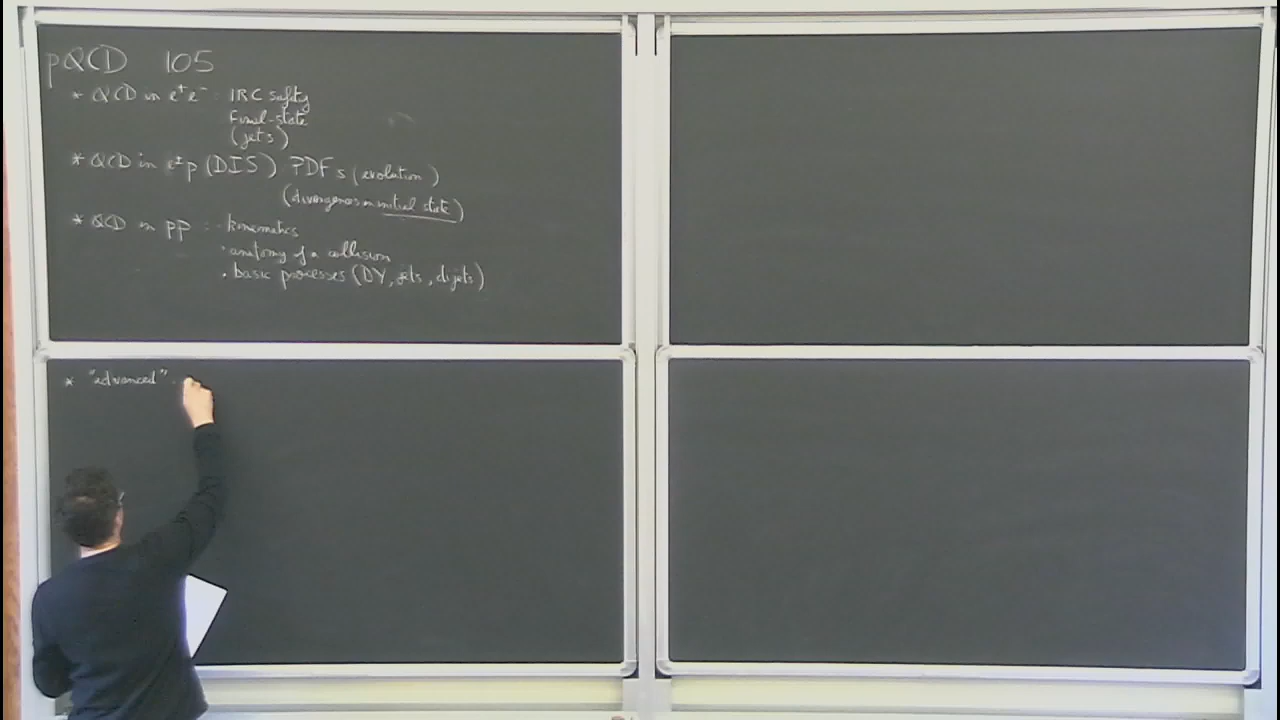 pQCD 105
* QCD in e⁺e⁻ : IRC safety
Final-state
(jets)
* QCD in e±p (DIS) : PDFs (evolution)
(divergences in initial state)
* QCD in pp : · kinematics
· anatomy of a collision
· basic processes (DY, jets, dijets)
* "advanced" :